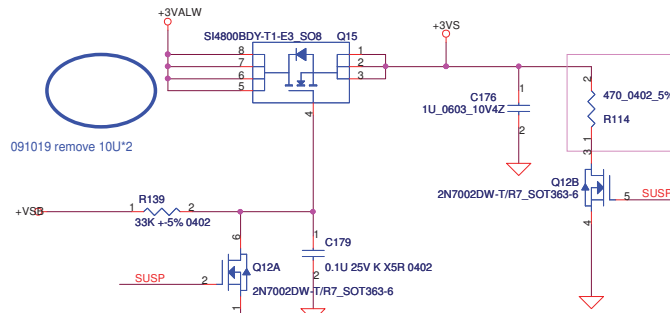 +3VALW
SI4800BDY-T1-E3_SO8 Q15
+3VS
8
7
6
5
1
2
3
4
C176
1U_0603_10V4Z
1
2
2
470_0402_5%
R114
1
3
Q12B
2N7002DW-T/R7_SOT363-6
5
SUSP
4
091019 remove 10U*2
+VSB
R139
1
2
33K +-5% 0402
6
SUSP
2
Q12A
2N7002DW-T/R7_SOT363-6
1
1
C179
0.1U 25V K X5R 0402
2